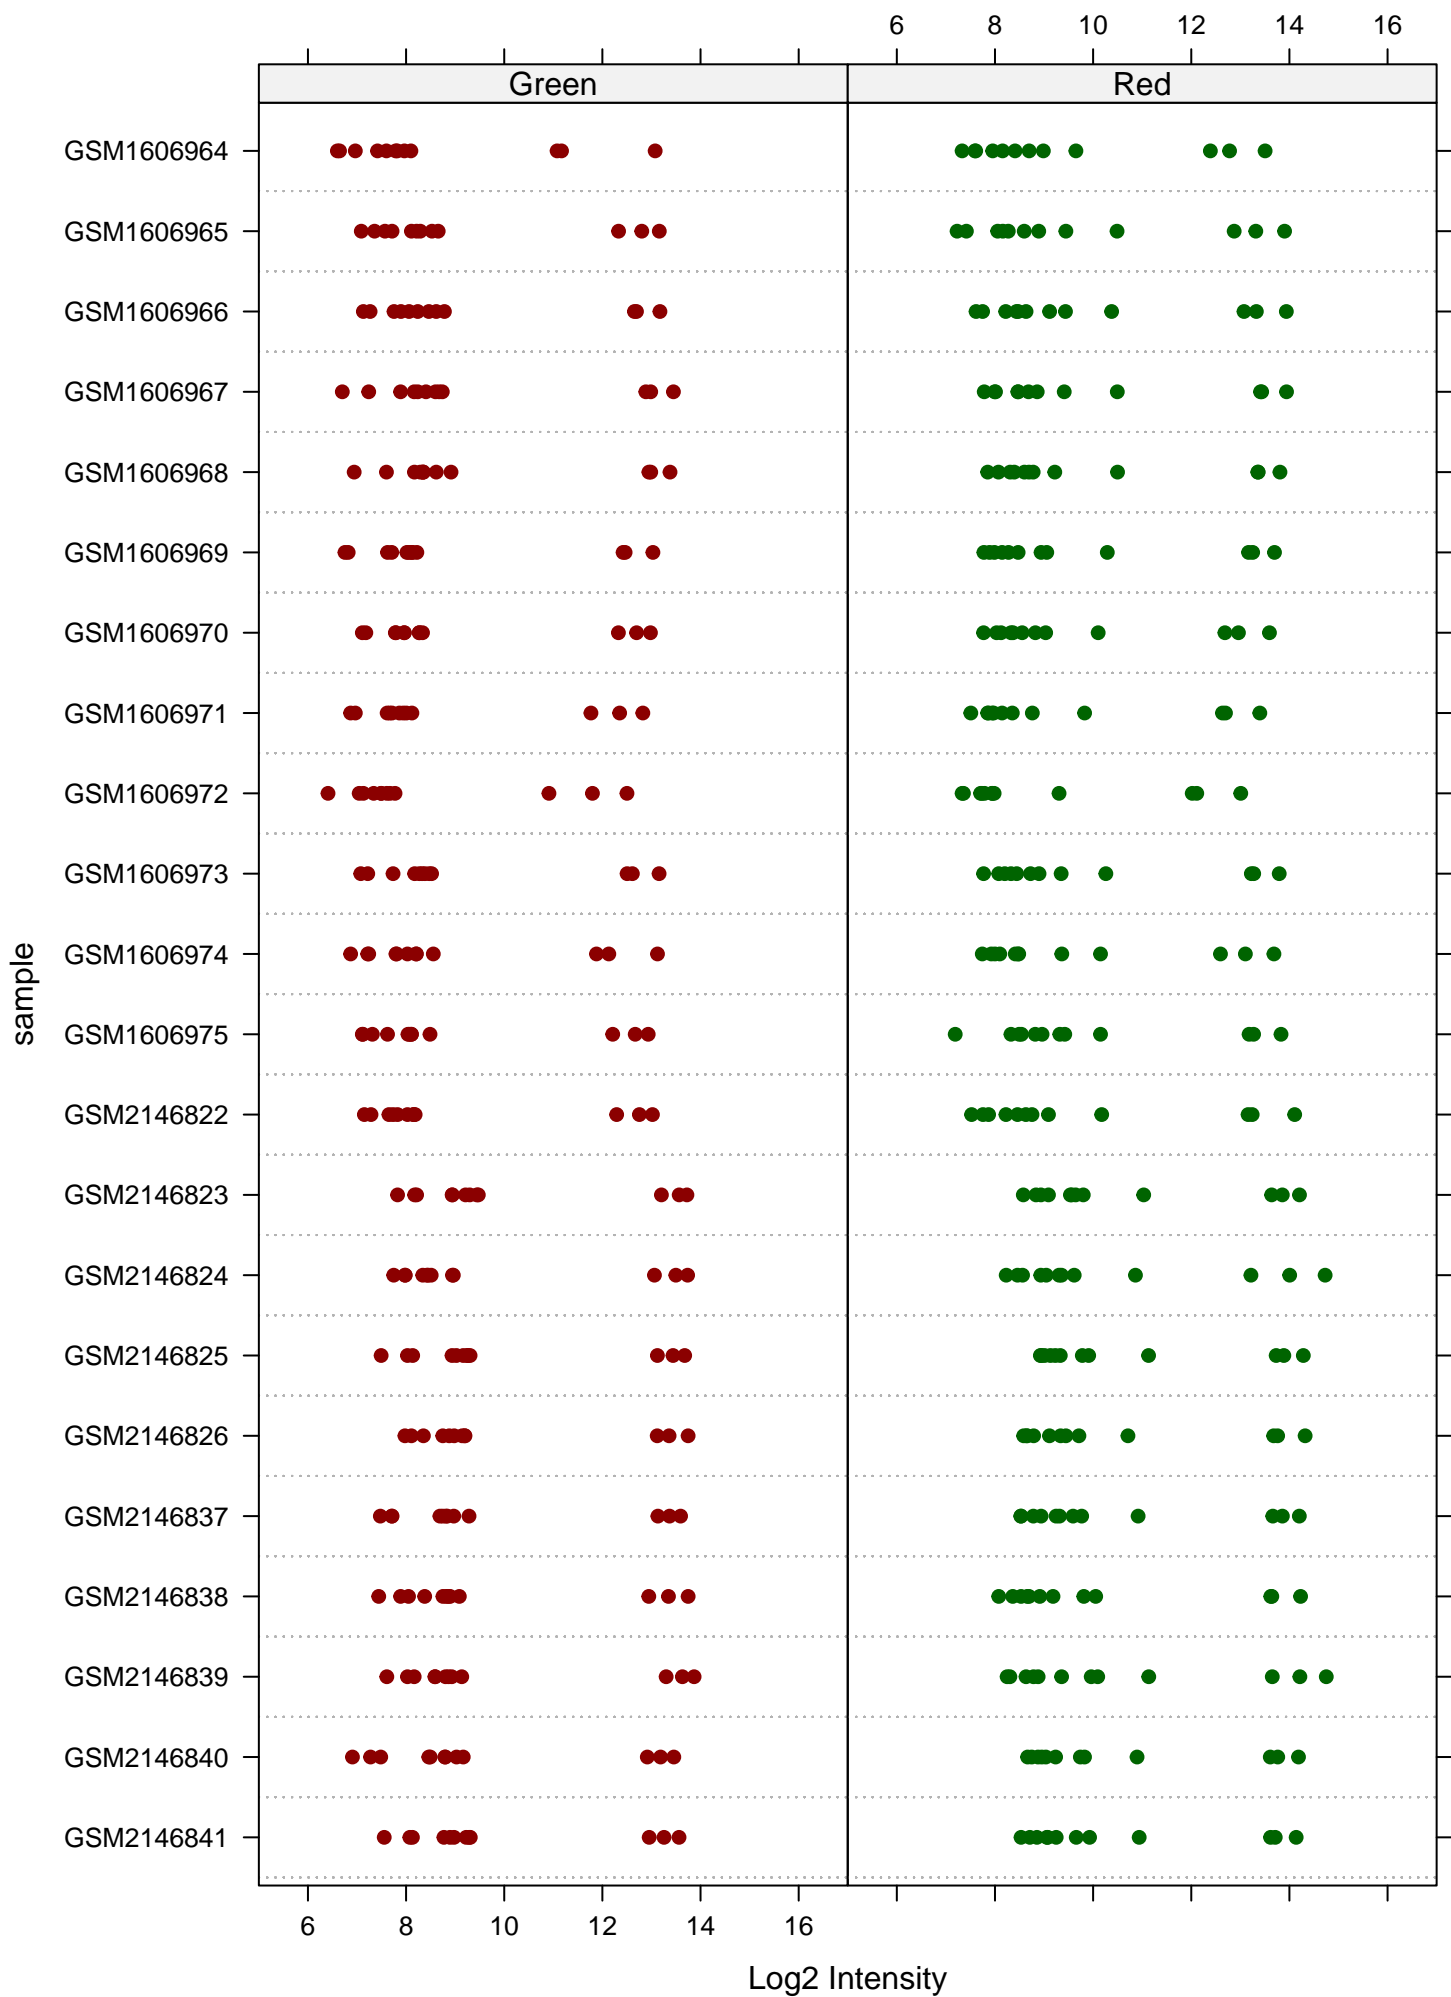 6 8 10 12 14 16
Green Red
GSM1606964
GSM1606965
GSM1606966
GSM1606967
GSM1606968
GSM1606969
GSM1606970
GSM1606971
GSM1606972
GSM1606973
GSM1606974
GSM1606975
GSM2146822
GSM2146823
GSM2146824
GSM2146825
GSM2146826
GSM2146837
GSM2146838
GSM2146839
GSM2146840
GSM2146841
sample
6 8 10 12 14 16
Log2 Intensity